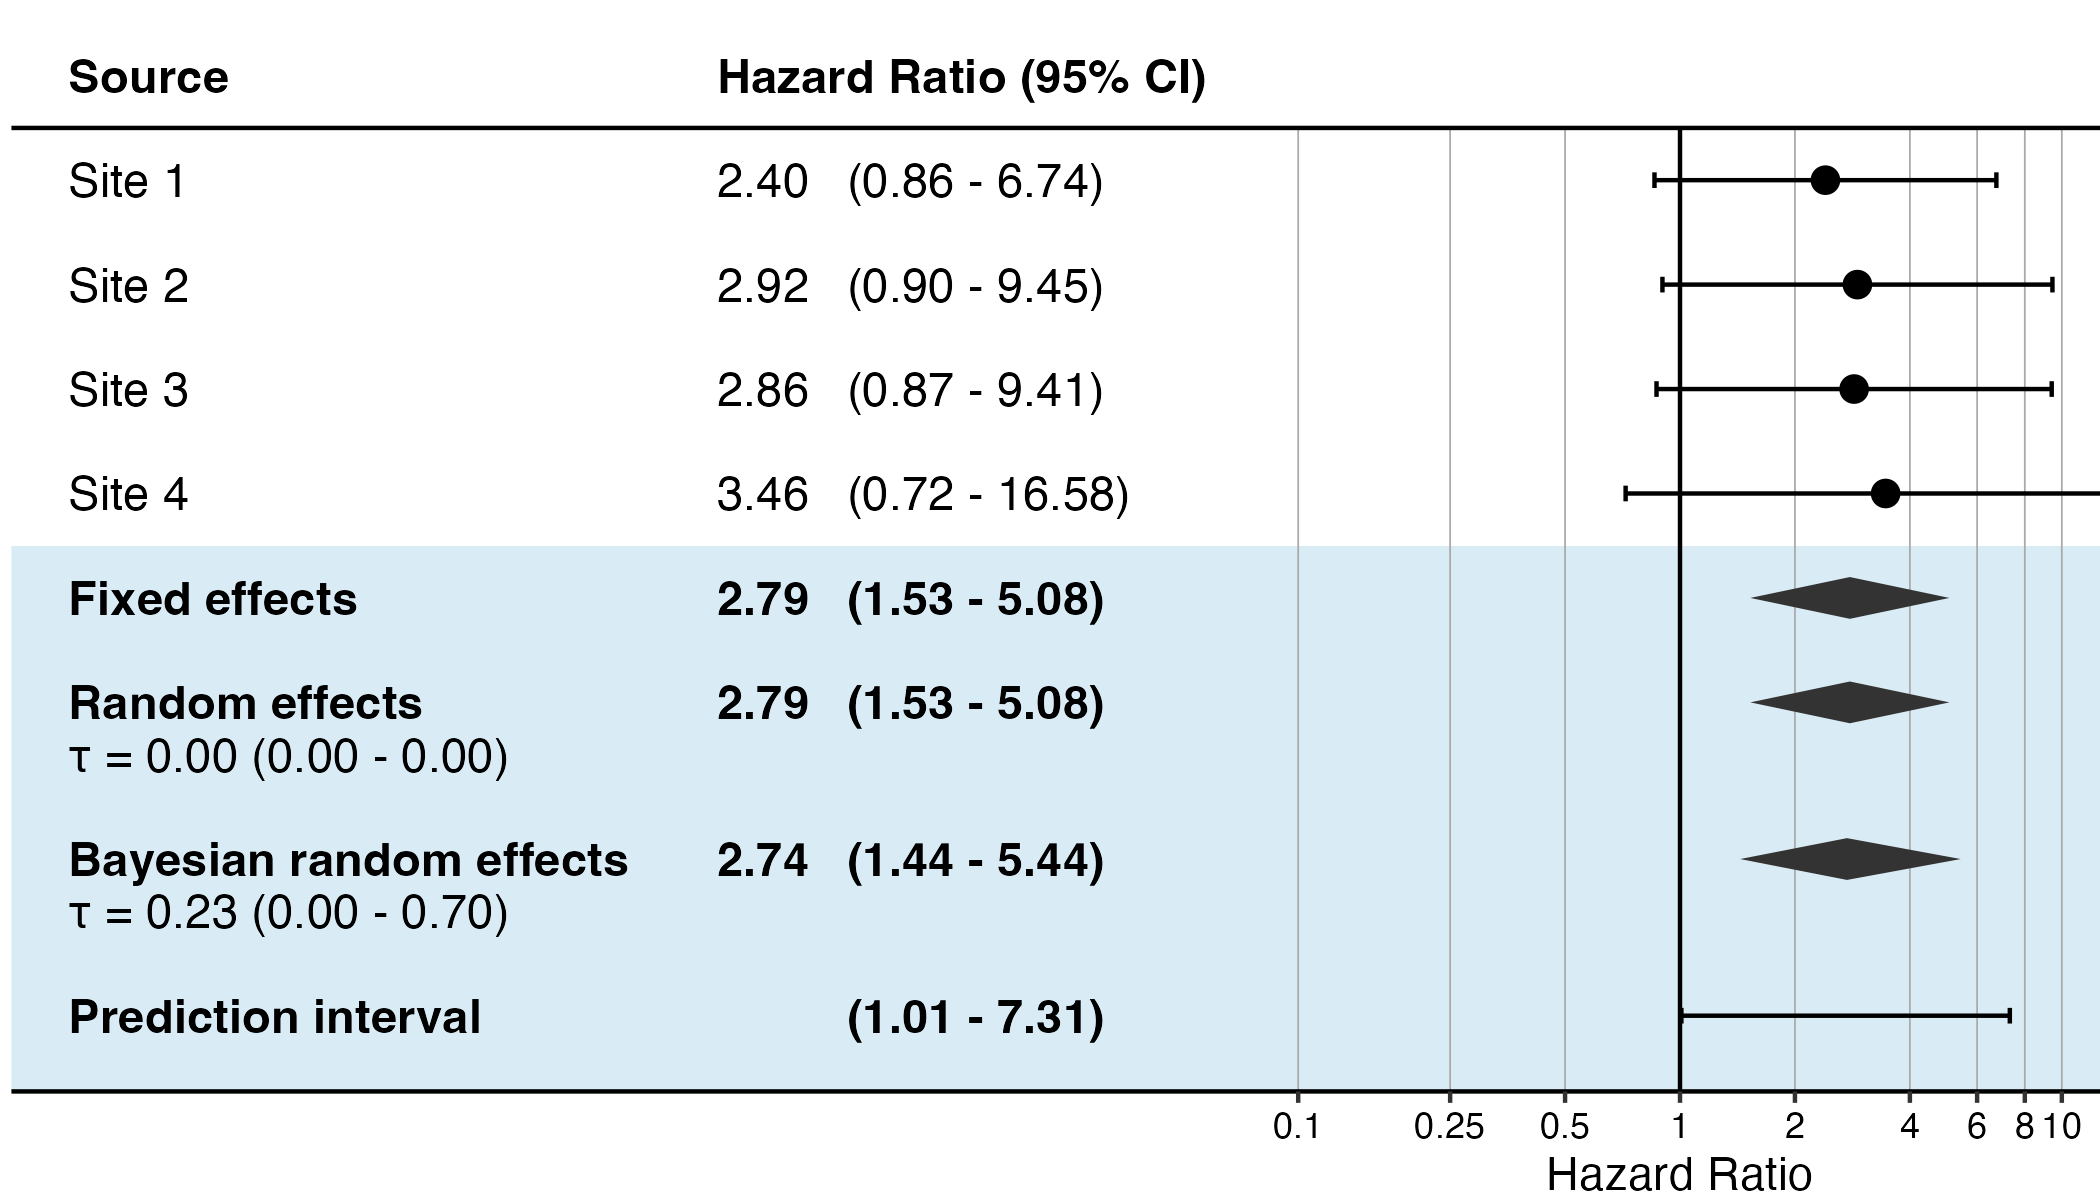 Source Hazard Ratio (95% CI)
Site 1 2.40 (0.86 - 6.74)
Site 2 2.92 (0.90 - 9.45)
Site 3 2.86 (0.87 - 9.41)
Site 4 3.46 (0.72 - 16.58)
Fixed effects 2.79 (1.53 - 5.08)
Random effects 2.79 (1.53 - 5.08)
τ = 0.00 (0.00 - 0.00)
Bayesian random effects 2.74 (1.44 - 5.44)
τ = 0.23 (0.00 - 0.70)
Prediction interval (1.01 - 7.31)
0.1 0.25 0.5 1 2 4 6 8 10
Hazard Ratio